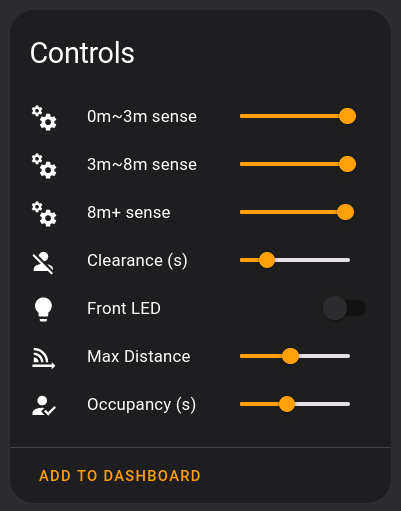 Controls
0m~3m sense
3m~8m sense
8m+ sense
Clearance (s)
Front LED
Max Distance
Occupancy (s)
ADD TO DASHBOARD